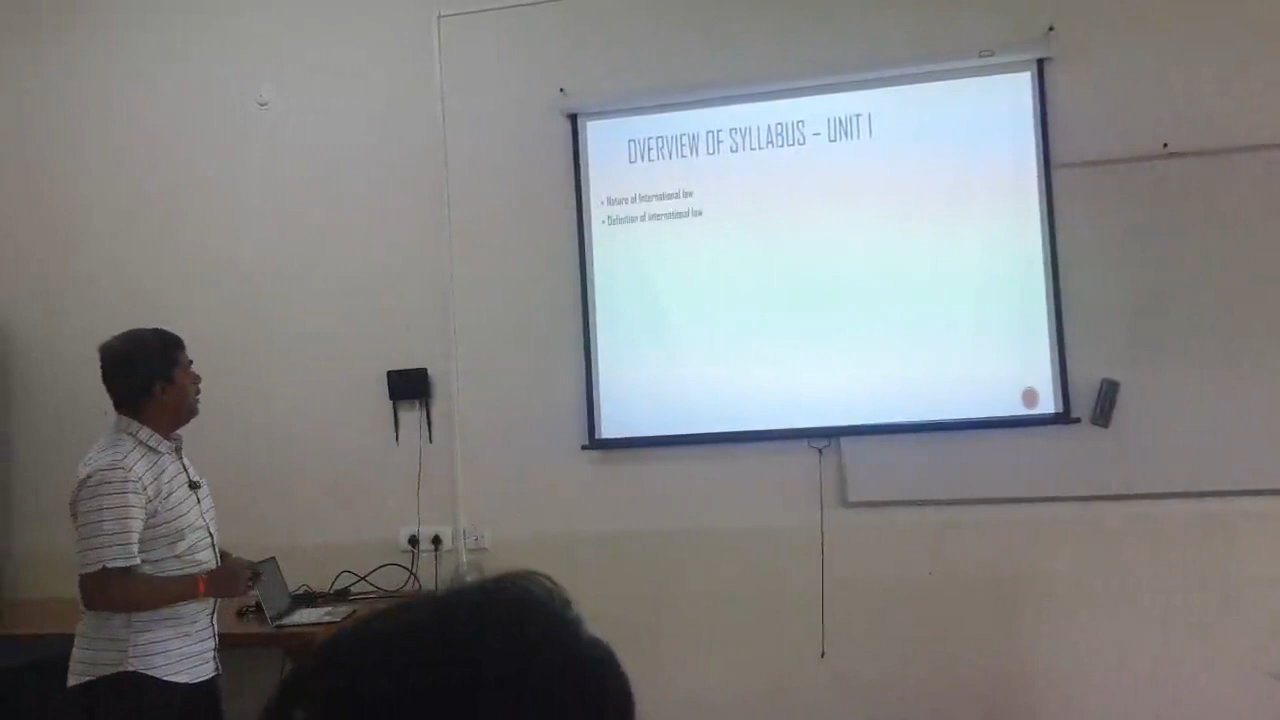 OVERVIEW OF SYLLABUS – UNIT I
• Nature of International law
• Definition of international law